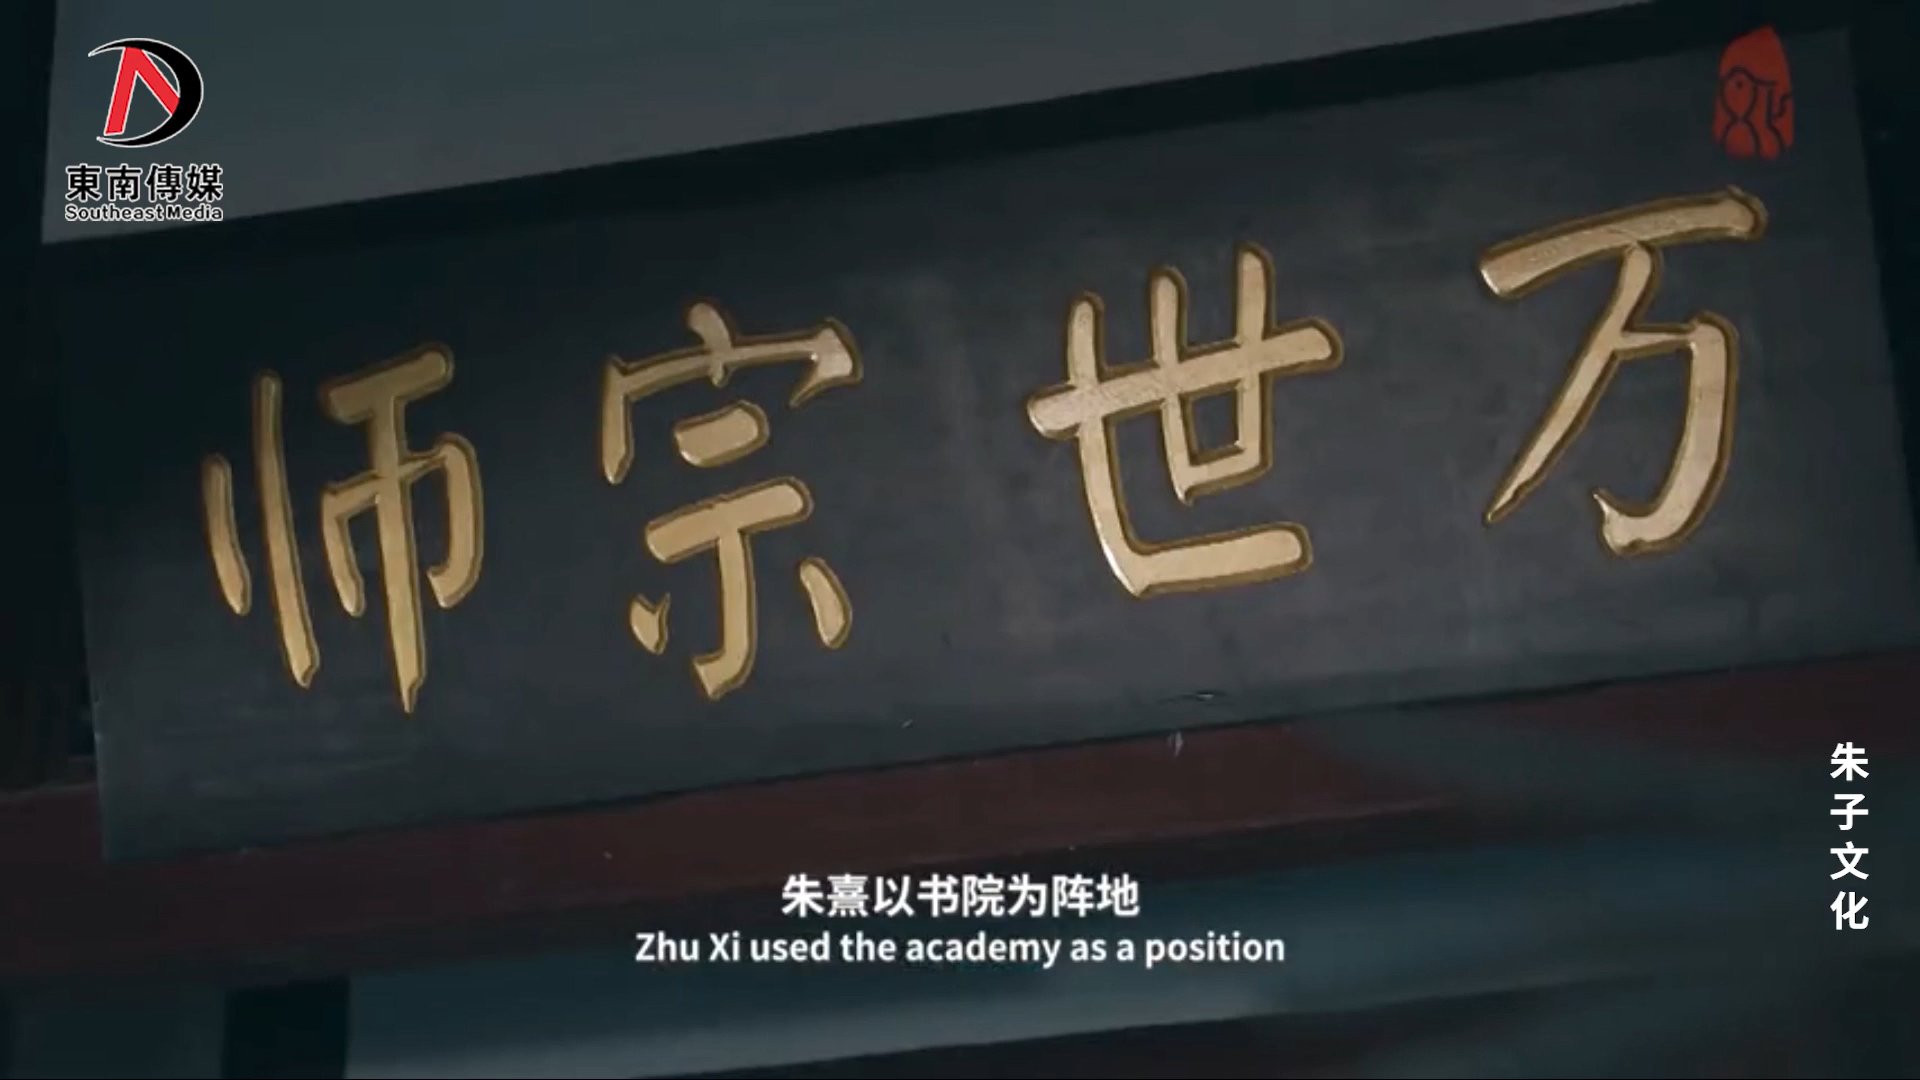 東南傳媒
Southeast Media
万世宗师
朱子文化
朱熹以书院为阵地
Zhu Xi used the academy as a position